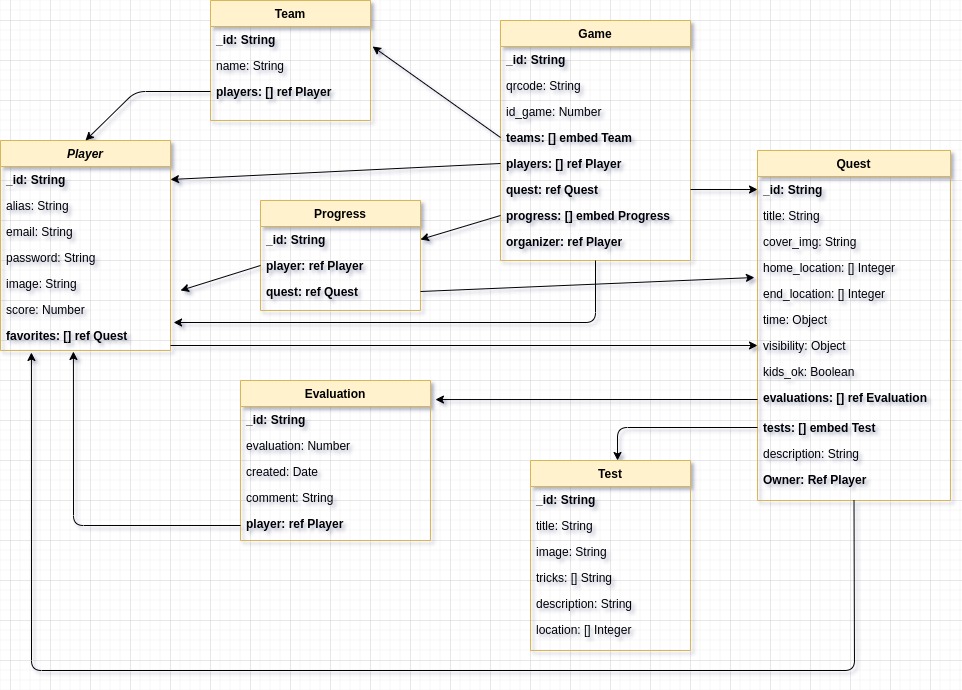 Team
_id: String
name: String
players: [] ref Player
Game
_id: String
qrcode: String
id_game: Number
teams: [] embed Team
players: [] ref Player
quest: ref Quest
progress: [] embed Progress
organizer: ref Player
Player
_id: String
alias: String
email: String
password: String
image: String
score: Number
favorites: [] ref Quest
Progress
_id: String
player: ref Player
quest: ref Quest
Quest
_id: String
title: String
cover_img: String
home_location: [] Integer
end_location: [] Integer
time: Object
visibility: Object
kids_ok: Boolean
evaluations: [] ref Evaluation
tests: [] embed Test
description: String
Owner: Ref Player
Evaluation
_id: String
evaluation: Number
created: Date
comment: String
player: ref Player
Test
_id: String
title: String
image: String
tricks: [] String
description: String
location: [] Integer